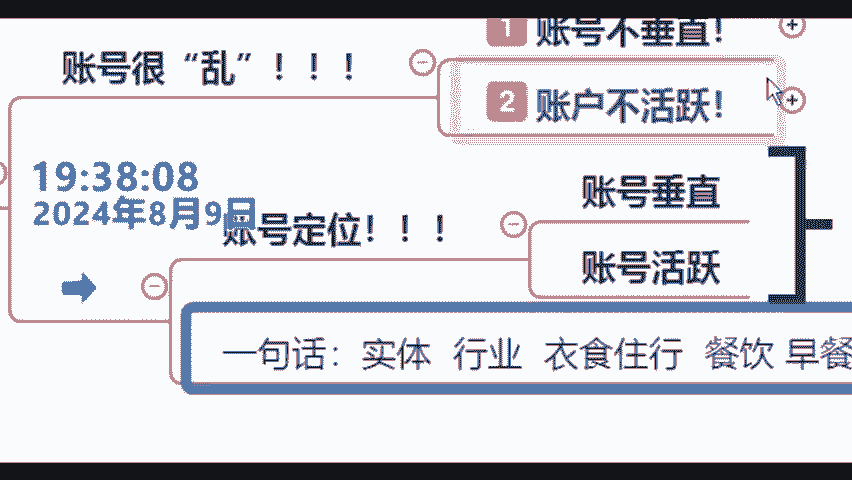 1 账号不垂直!
账号很“乱”！！！
2 账户不活跃!
19:38:08
2024年8月9日
账号垂直
账号定位！！！
账号活跃
一句话：实体 行业 衣食住行 餐饮 早餐